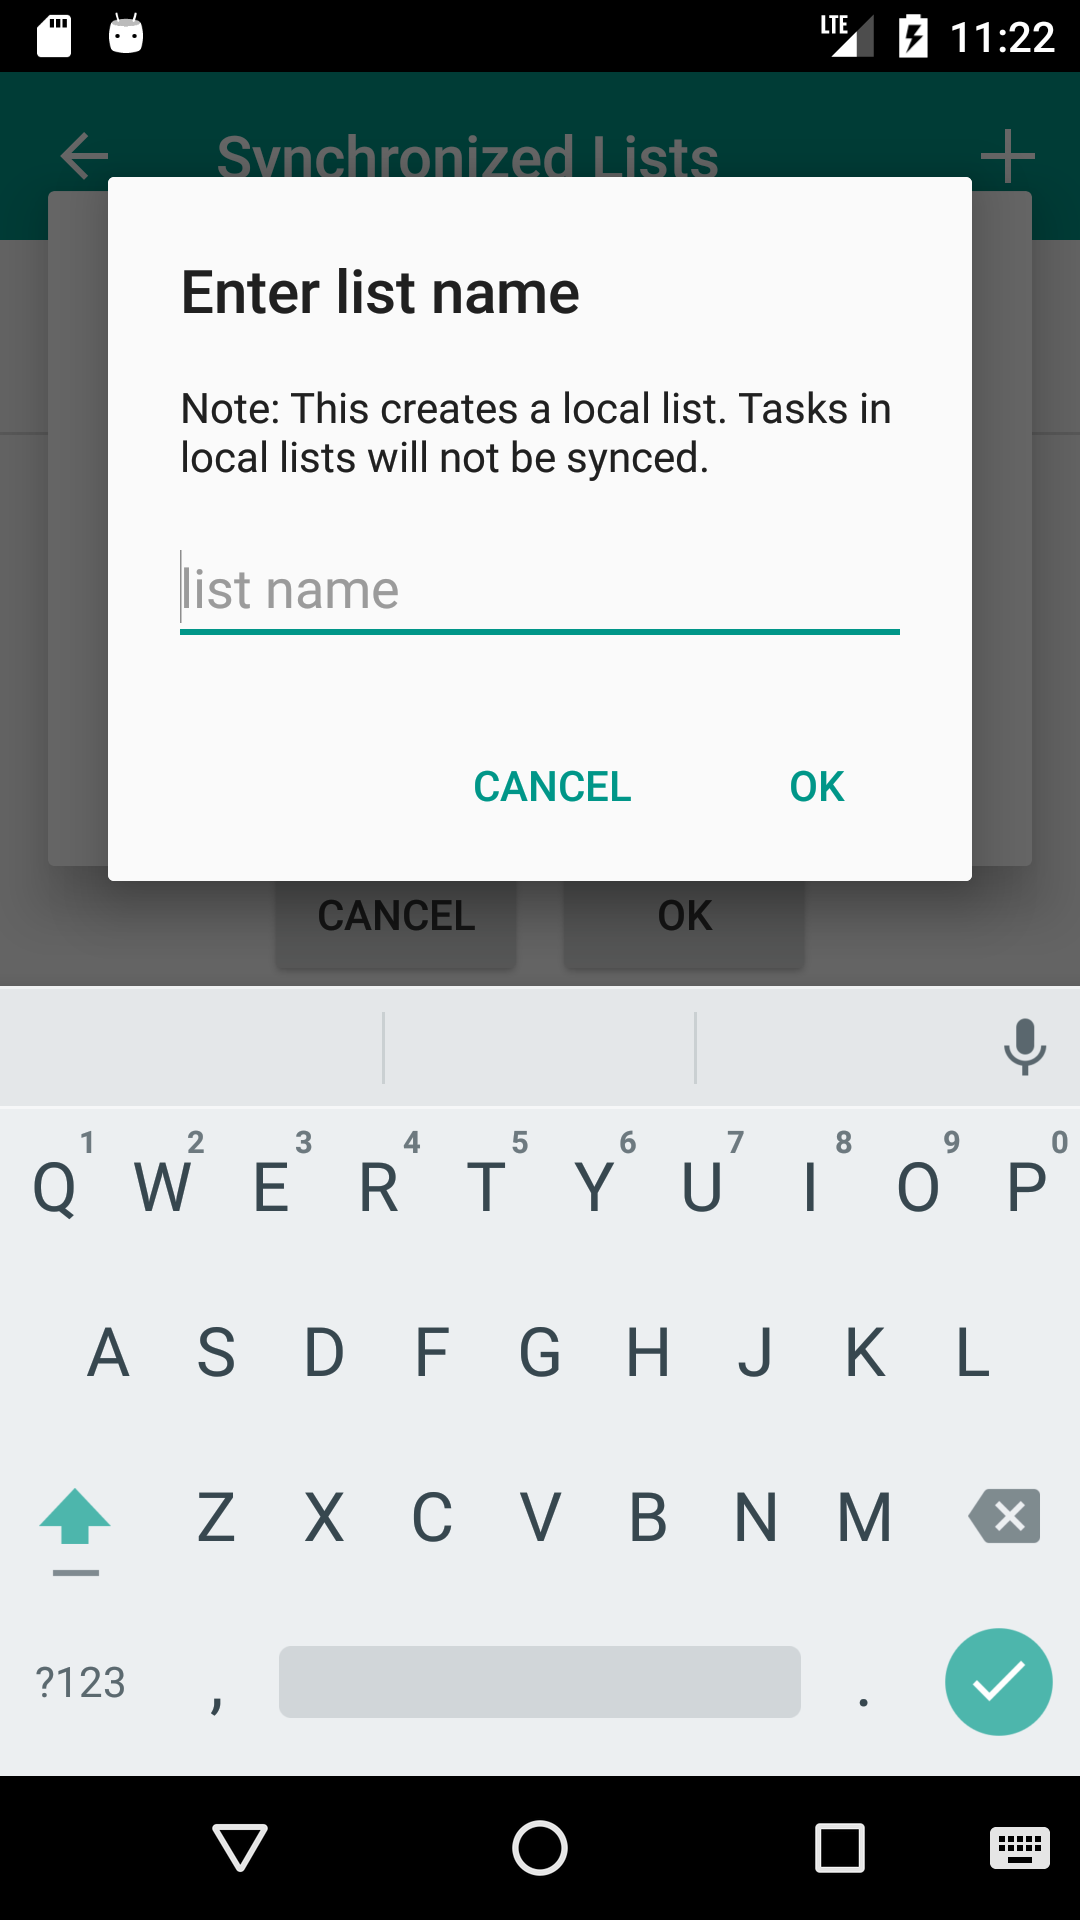 LTE 11:22
Synchronized Lists
Enter list name
Note: This creates a local list. Tasks in
local lists will not be synced.
list name
CANCEL OK
CANCEL OK
1 2 3 4 5 6 7 8 9 0
Q W E R T Y U I O P
A S D F G H J K L
Z X C V B N M
?123 , .